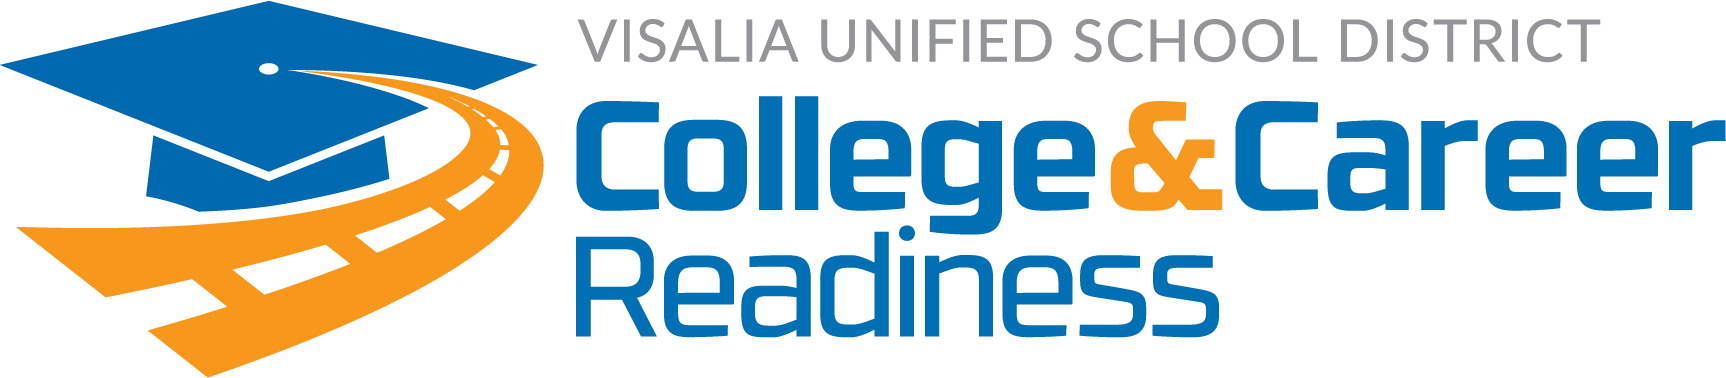 VISALIA UNIFIED SCHOOL DISTRICT
College&Career
Readiness